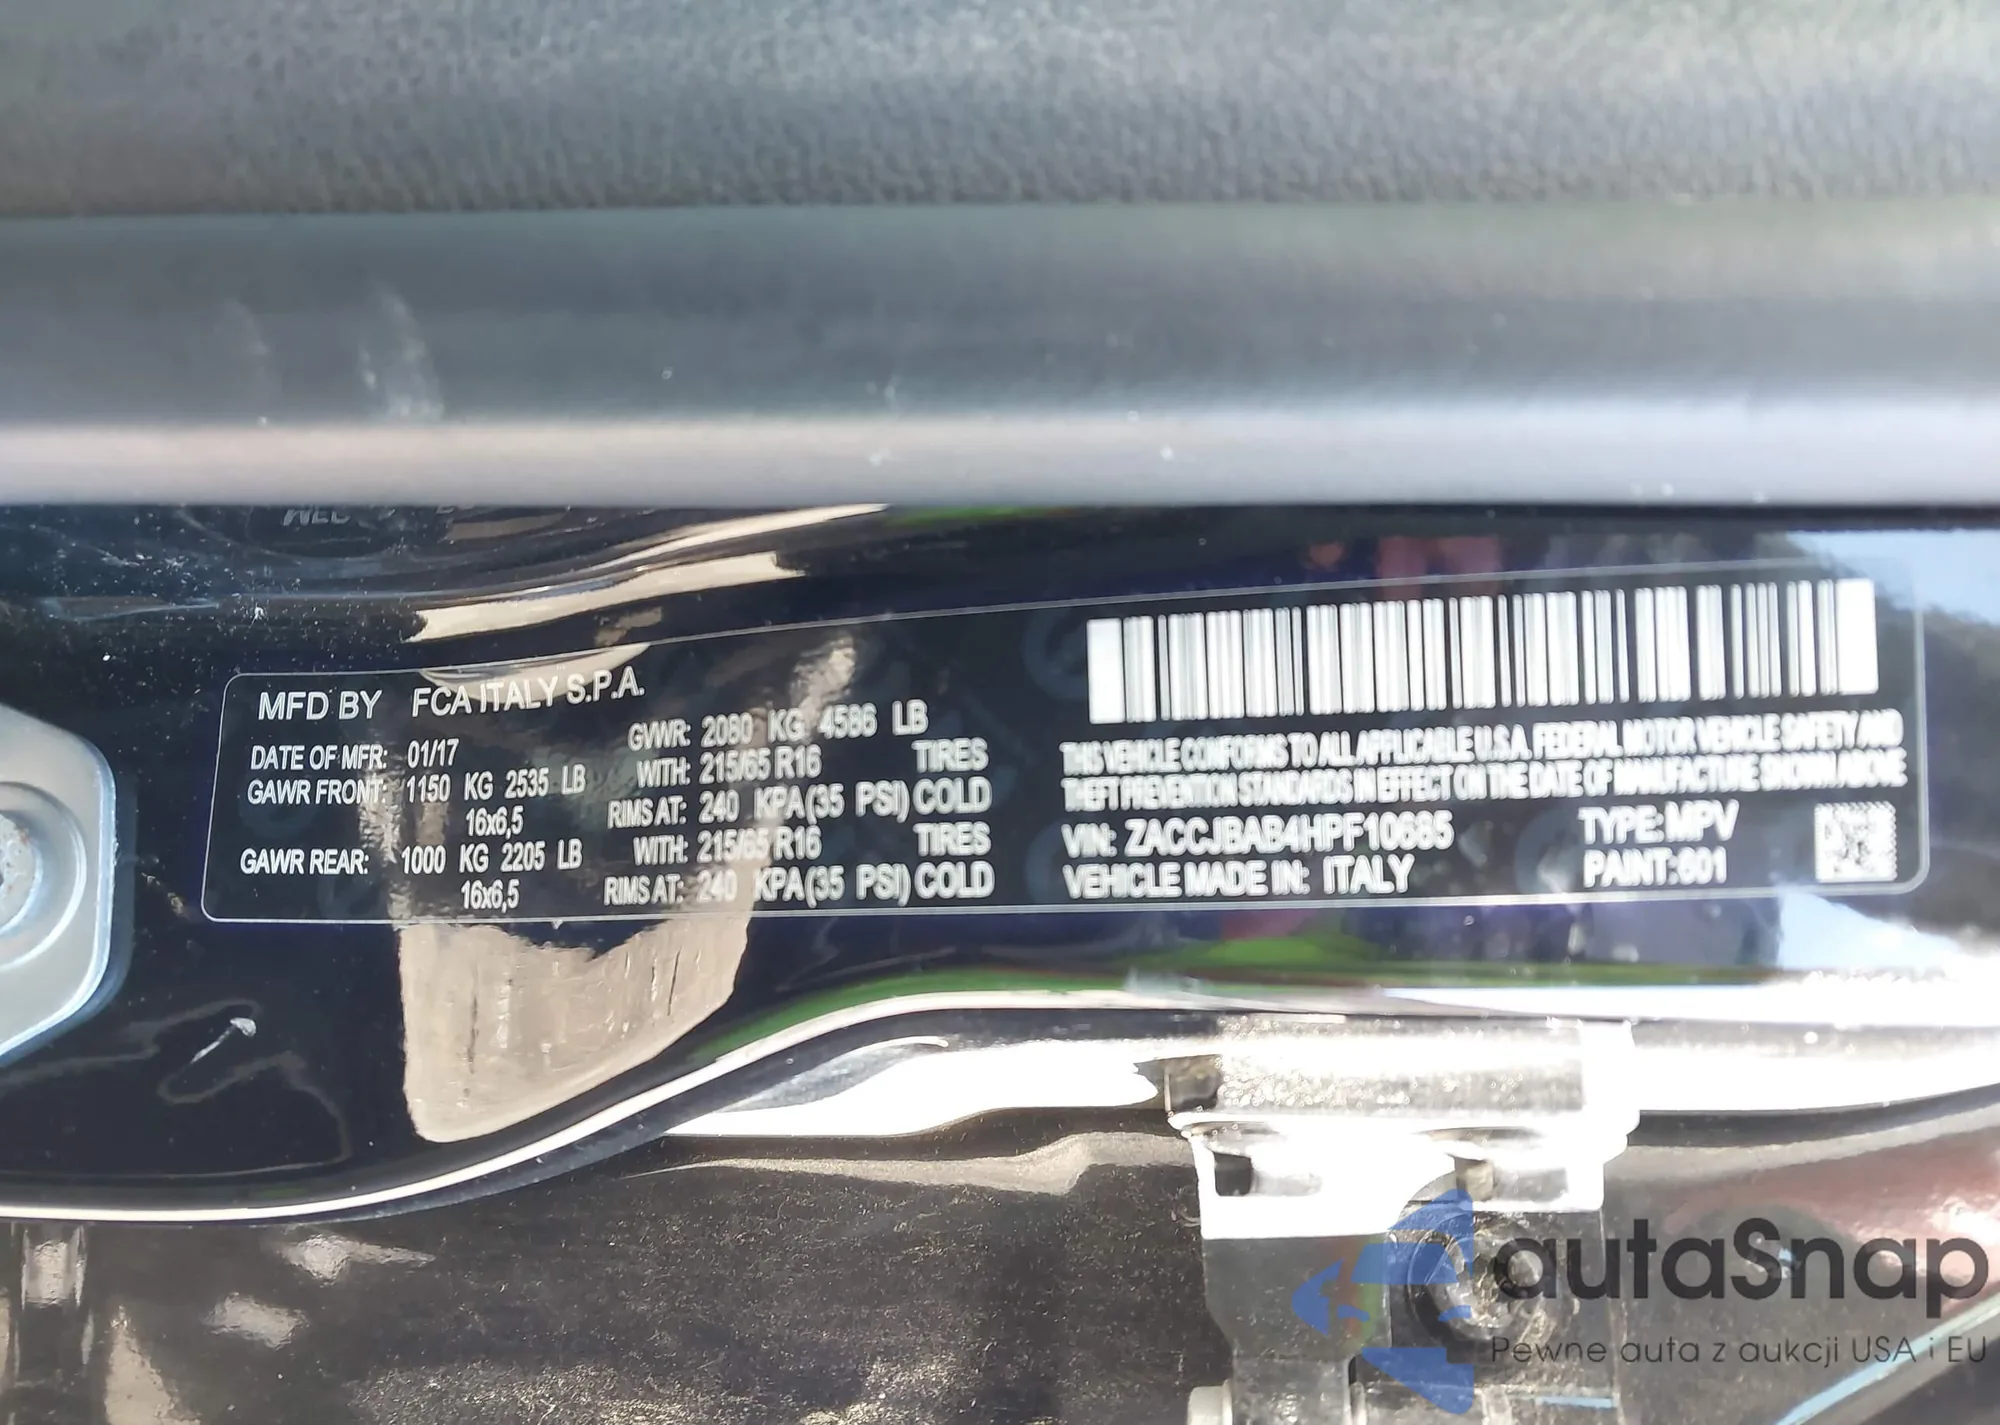 MFD BY FCA ITALY S.P.A.
DATE OF MFR: 01/17 GVWR: 2080 KG 4586 LB
GAWR FRONT: 1150 KG 2535 LB WITH: 215/65 R16 TIRES
16x6,5 RIMS AT: 240 KPA(35 PSI) COLD
GAWR REAR: 1000 KG 2205 LB WITH: 215/65 R16 TIRES
16x6,5 RIMS AT: 240 KPA(35 PSI) COLD
THIS VEHICLE CONFORMS TO ALL APPLICABLE U.S.A. FEDERAL MOTOR VEHICLE SAFETY AND
THEFT PREVENTION STANDARDS IN EFFECT ON THE DATE OF MANUFACTURE SHOWN ABOVE
VIN: ZACCJBAB4HPF10685 TYPE: MPV
VEHICLE MADE IN: ITALY PAINT: 601
autaSnap
Pewne auta z aukcji USA i EU